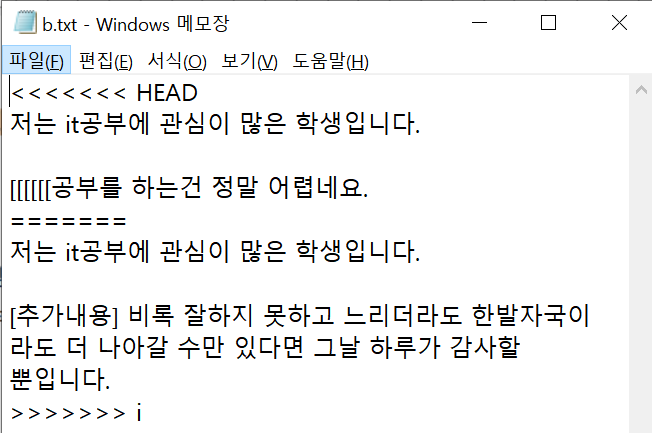 b.txt - Windows 메모장
파일(F) 편집(E) 서식(O) 보기(V) 도움말(H)
<<<<<<< HEAD
저는 it공부에 관심이 많은 학생입니다.
[[[[[[공부를 하는건 정말 어렵네요.
=======
저는 it공부에 관심이 많은 학생입니다.
[추가내용] 비록 잘하지 못하고 느리더라도 한발자국이
라도 더 나아갈 수만 있다면 그날 하루가 감사할
뿐입니다.
>>>>>>> i